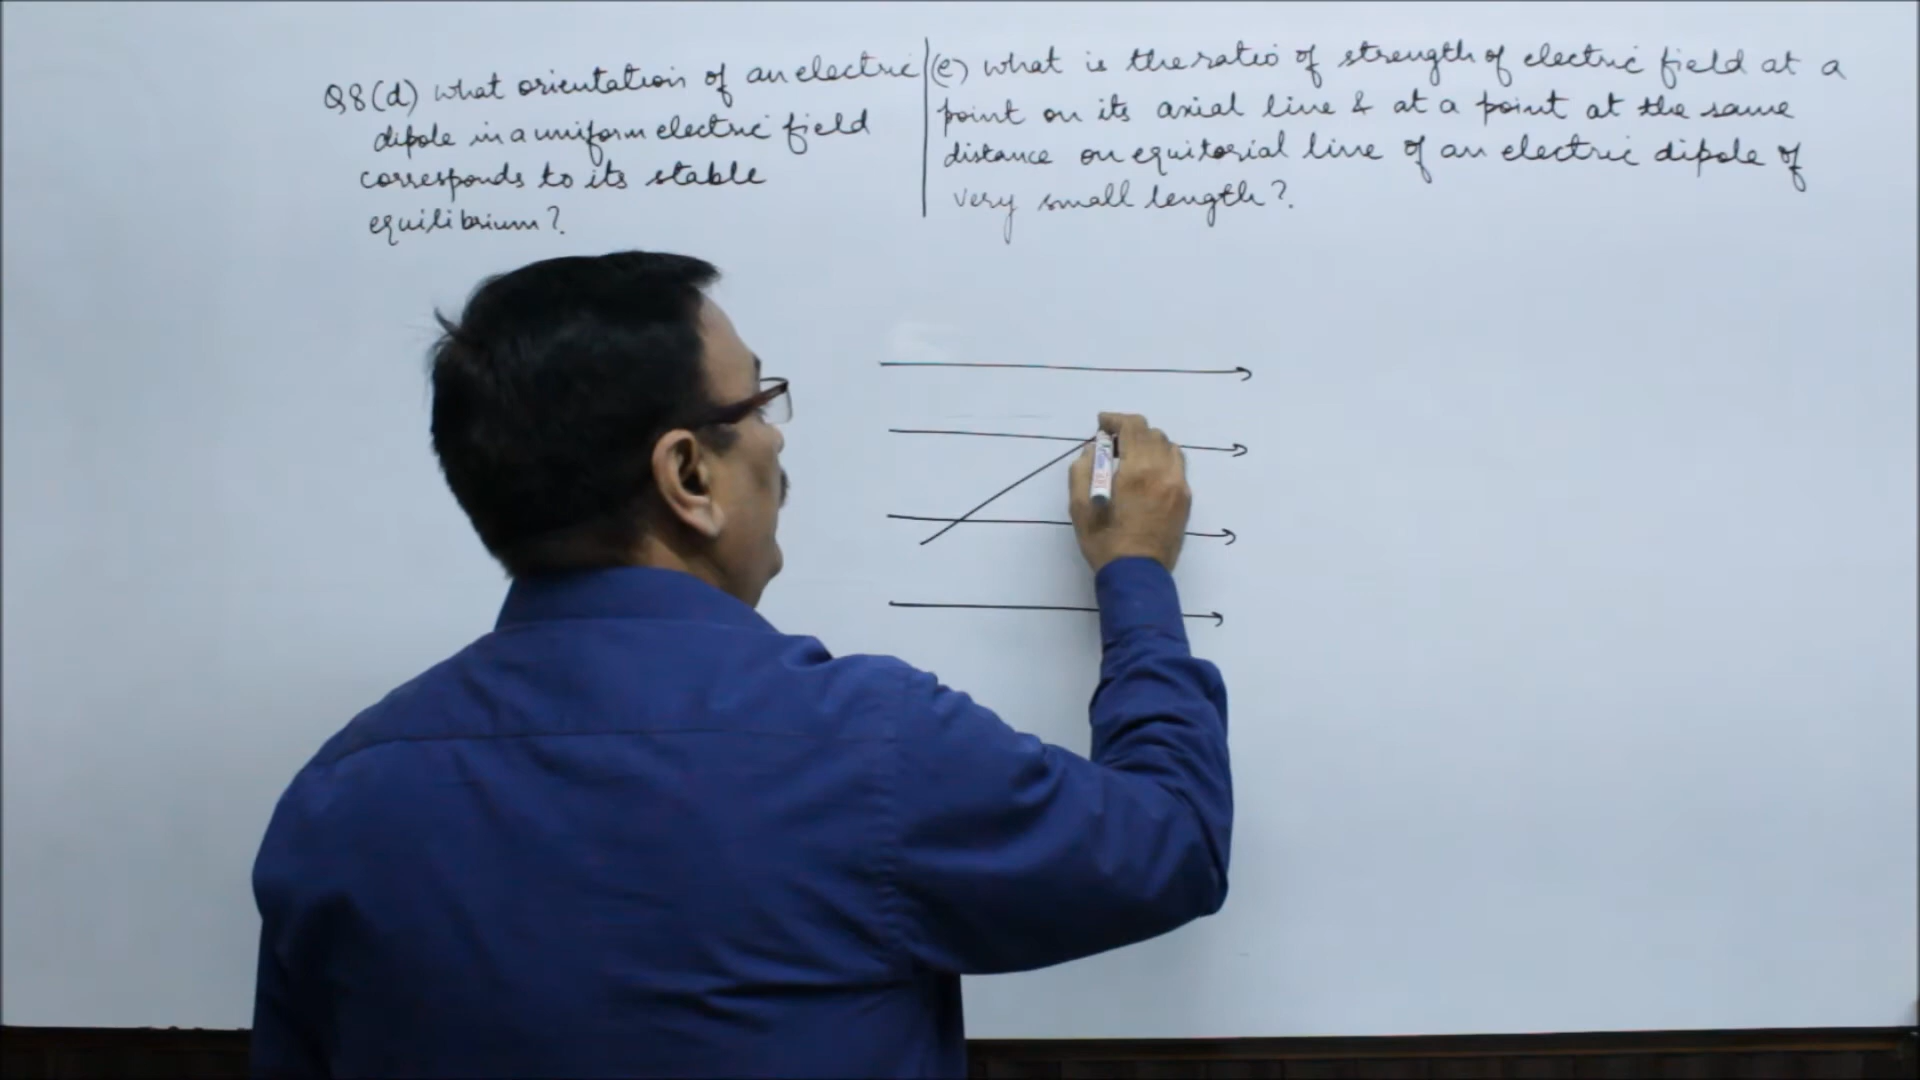 Q8(d) what orientation of an electric
dipole in a uniform electric field
corresponds to its stable
equilibrium?
(e) what is the ratio of strength of electric field at a
point on its axial line & at a point at the same
distance on equitorial line of an electric dipole of
very small length?